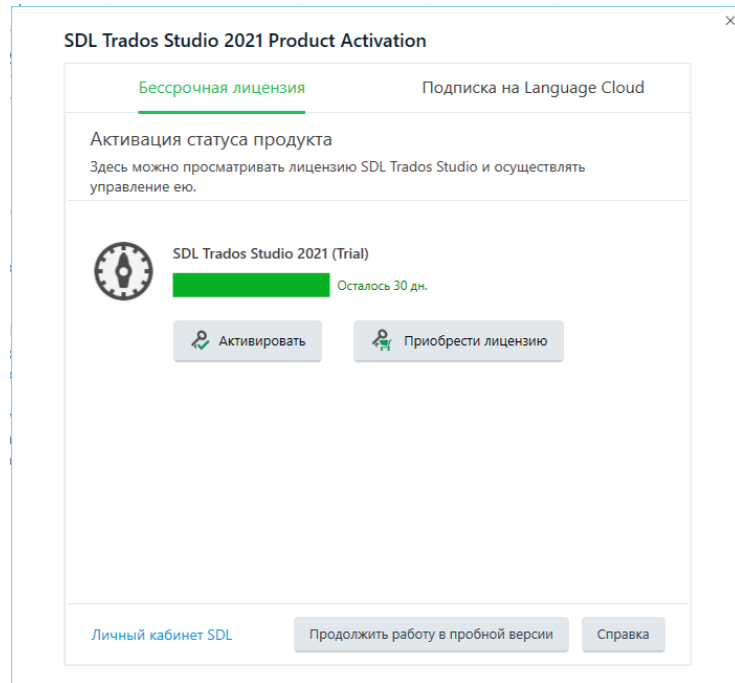 SDL Trados Studio 2021 Product Activation
Бессрочная лицензия
Подписка на Language Cloud
Активация статуса продукта
Здесь можно просматривать лицензию SDL Trados Studio и осуществлять
управление ею.
SDL Trados Studio 2021 (Trial)
Осталось 30 дн.
Активировать
Приобрести лицензию
Личный кабинет SDL
Продолжить работу в пробной версии
Справка